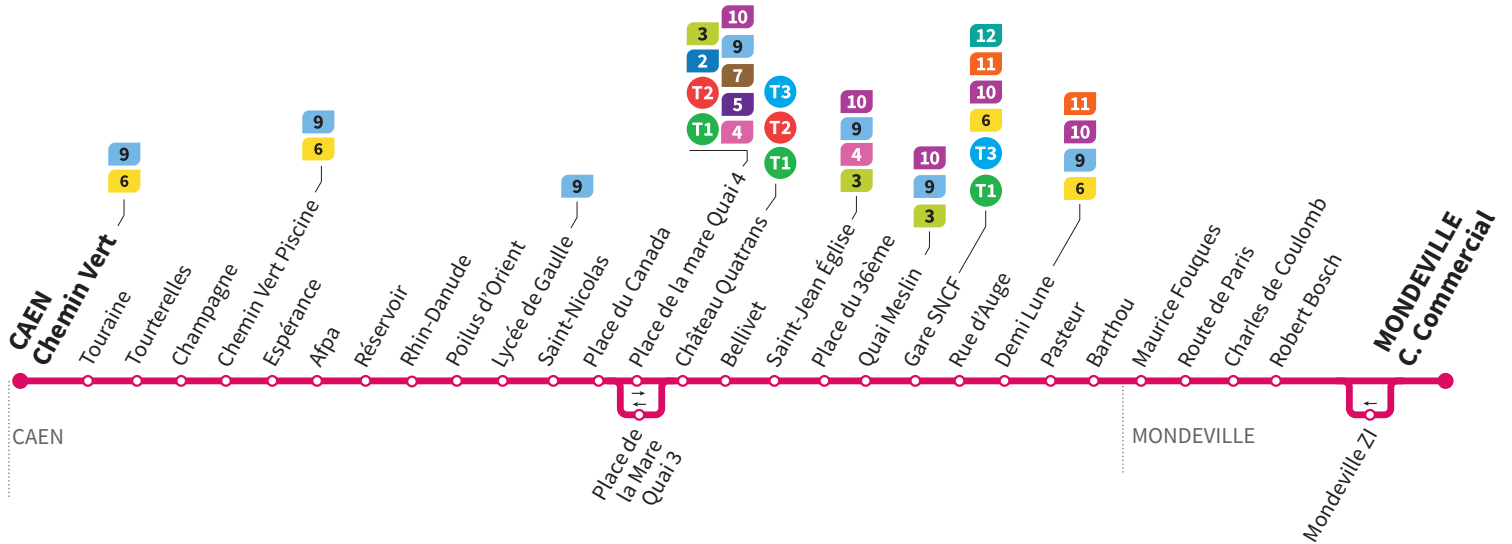 9
6
CAEN
Chemin Vert
Touraine
Tourterelles
Champagne
9
6
Chemin Vert Piscine
Espérance
Afpa
Réservoir
Rhin-Danude
Poilus d’Orient
9
Lycée de Gaulle
Saint-Nicolas
Place du Canada
3
2
T2
T1
10
9
7
5
4
Place de la mare Quai 4
T3
T2
T1
Château Quatrans
Bellivet
10
9
4
3
Saint-Jean Église
Place du 36ème
10
9
3
Quai Meslin
12
11
10
6
T3
T1
Gare SNCF
Rue d’Auge
11
10
9
6
Demi Lune
Pasteur
Barthou
Maurice Fouques
Route de Paris
Charles de Coulomb
Robert Bosch
MONDEVILLE
C. Commercial
→
←
←
CAEN
Place de
la Mare
Quai 3
MONDEVILLE
Mondeville ZI